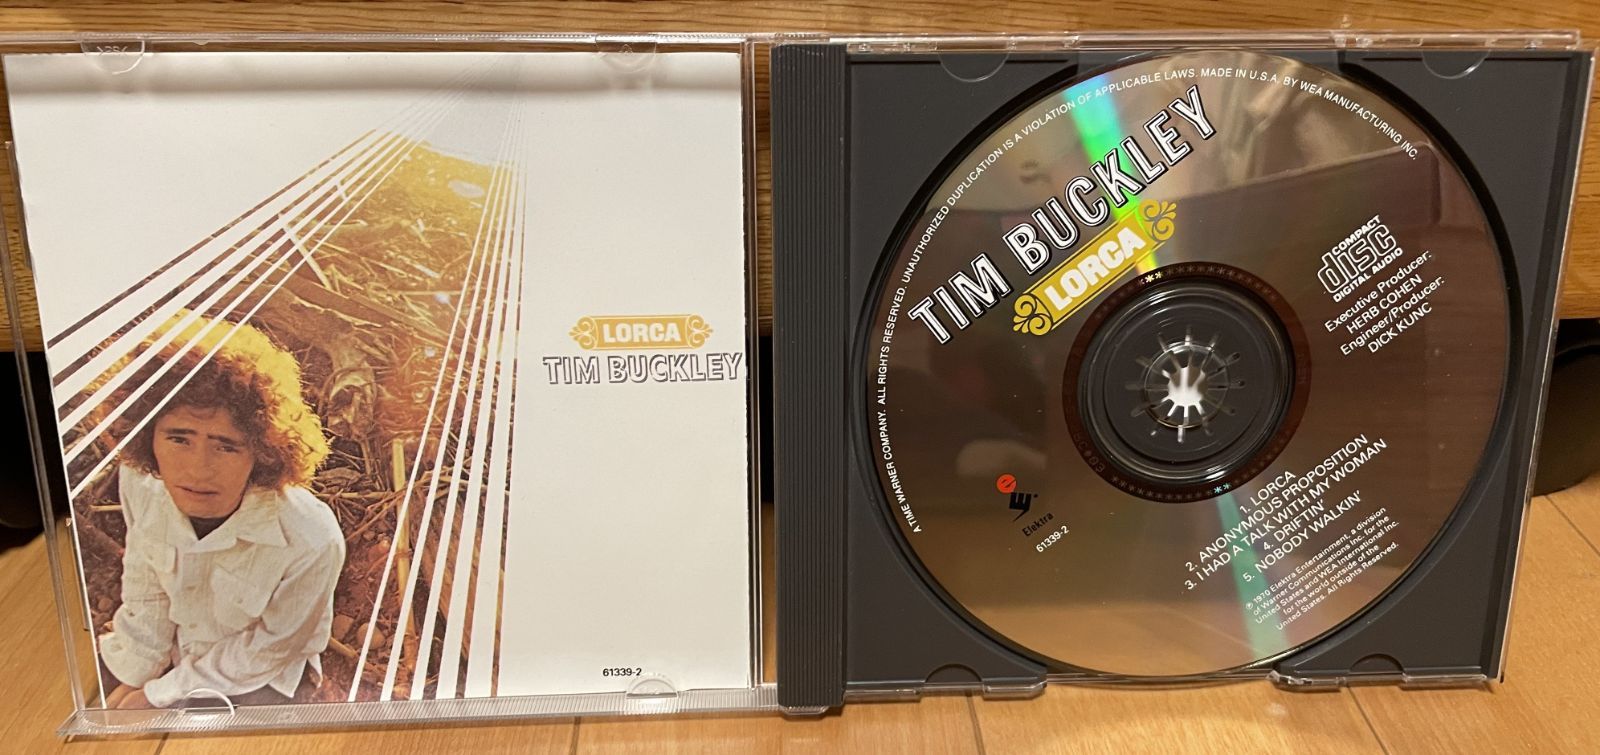 LORCA
TIM BUCKLEY
61339-2
A TIME WARNER COMPANY. ALL RIGHTS RESERVED. UNAUTHORIZED DUPLICATION IS A VIOLATION OF APPLICABLE LAWS. MADE IN U.S.A. BY WEA MANUFACTURING INC.
TIM BUCKLEY
LORCA
COMPACT
disc
DIGITAL AUDIO
Executive Producer:
HERB COHEN
Engineer/Producer:
DICK KUNC
e
Elektra
61339-2
1. LORCA
2. ANONYMOUS PROPOSITION
3. I HAD A TALK WITH MY WOMAN
4. DRIFTIN'
5. NOBODY WALKIN'
℗ 1970 Elektra Entertainment, a division
of Warner Communications Inc. for the
United States and WEA International Inc.
for the world outside of the
United States. All Rights Reserved.